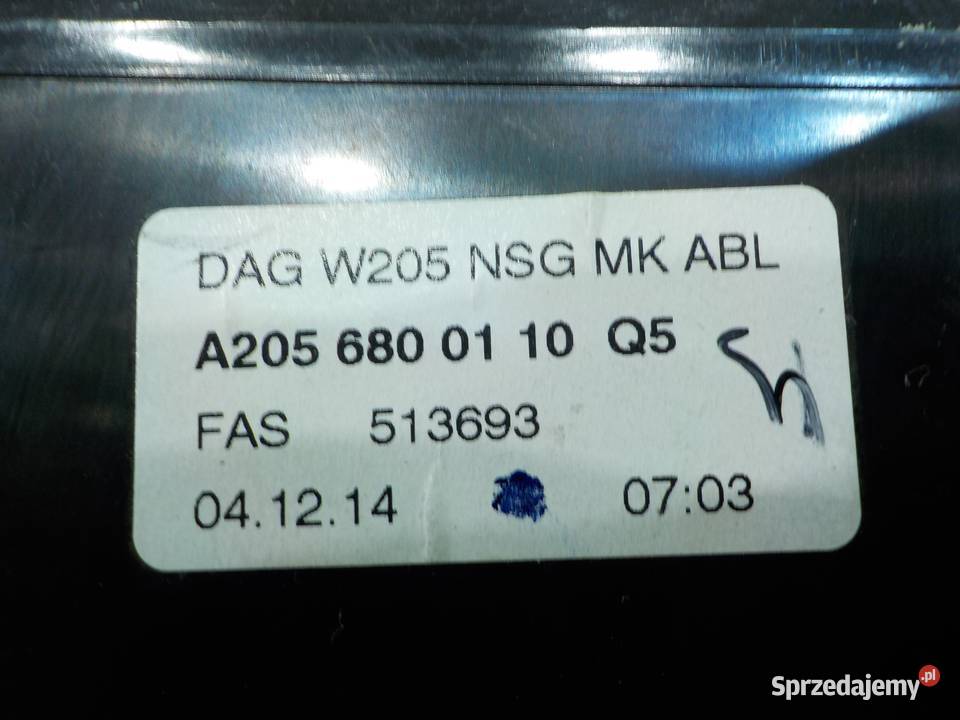 DAG W205 NSG MK ABL
A205 680 01 10 Q5
FAS 513693
04.12.14 07:03
Sprzedajemy.pl